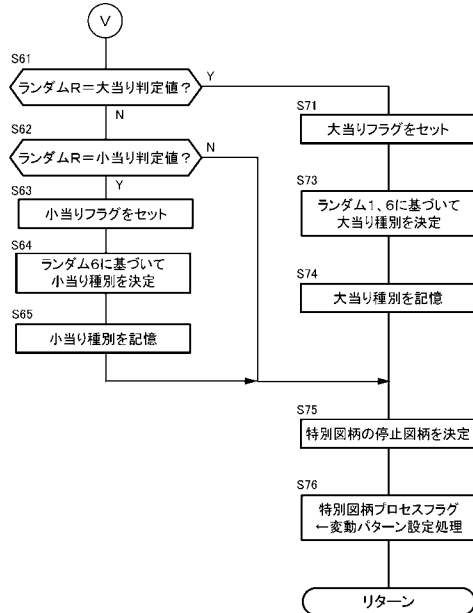 V
S61
ランダムR=大当り判定値?
Y
N
S62
ランダムR=小当り判定値?
N
Y
S63
小当りフラグをセット
S64
ランダム6に基づいて
小当り種別を決定
S65
小当り種別を記憶
S71
大当りフラグをセット
S73
ランダム1、6に基づいて
大当り種別を決定
S74
大当り種別を記憶
S75
特別図柄の停止図柄を決定
S76
特別図柄プロセスフラグ
←変動パターン設定処理
リターン